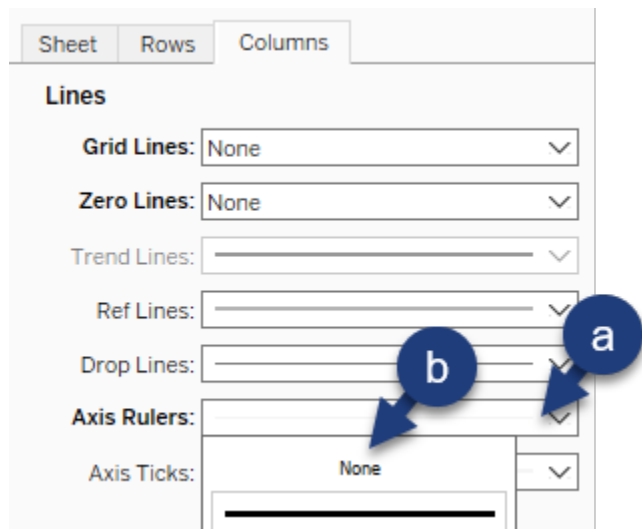 Sheet Rows Columns
Lines
Grid Lines: None
Zero Lines: None
Trend Lines:
Ref Lines:
a
Drop Lines:
b
Axis Rulers:
None
Axis Ticks: